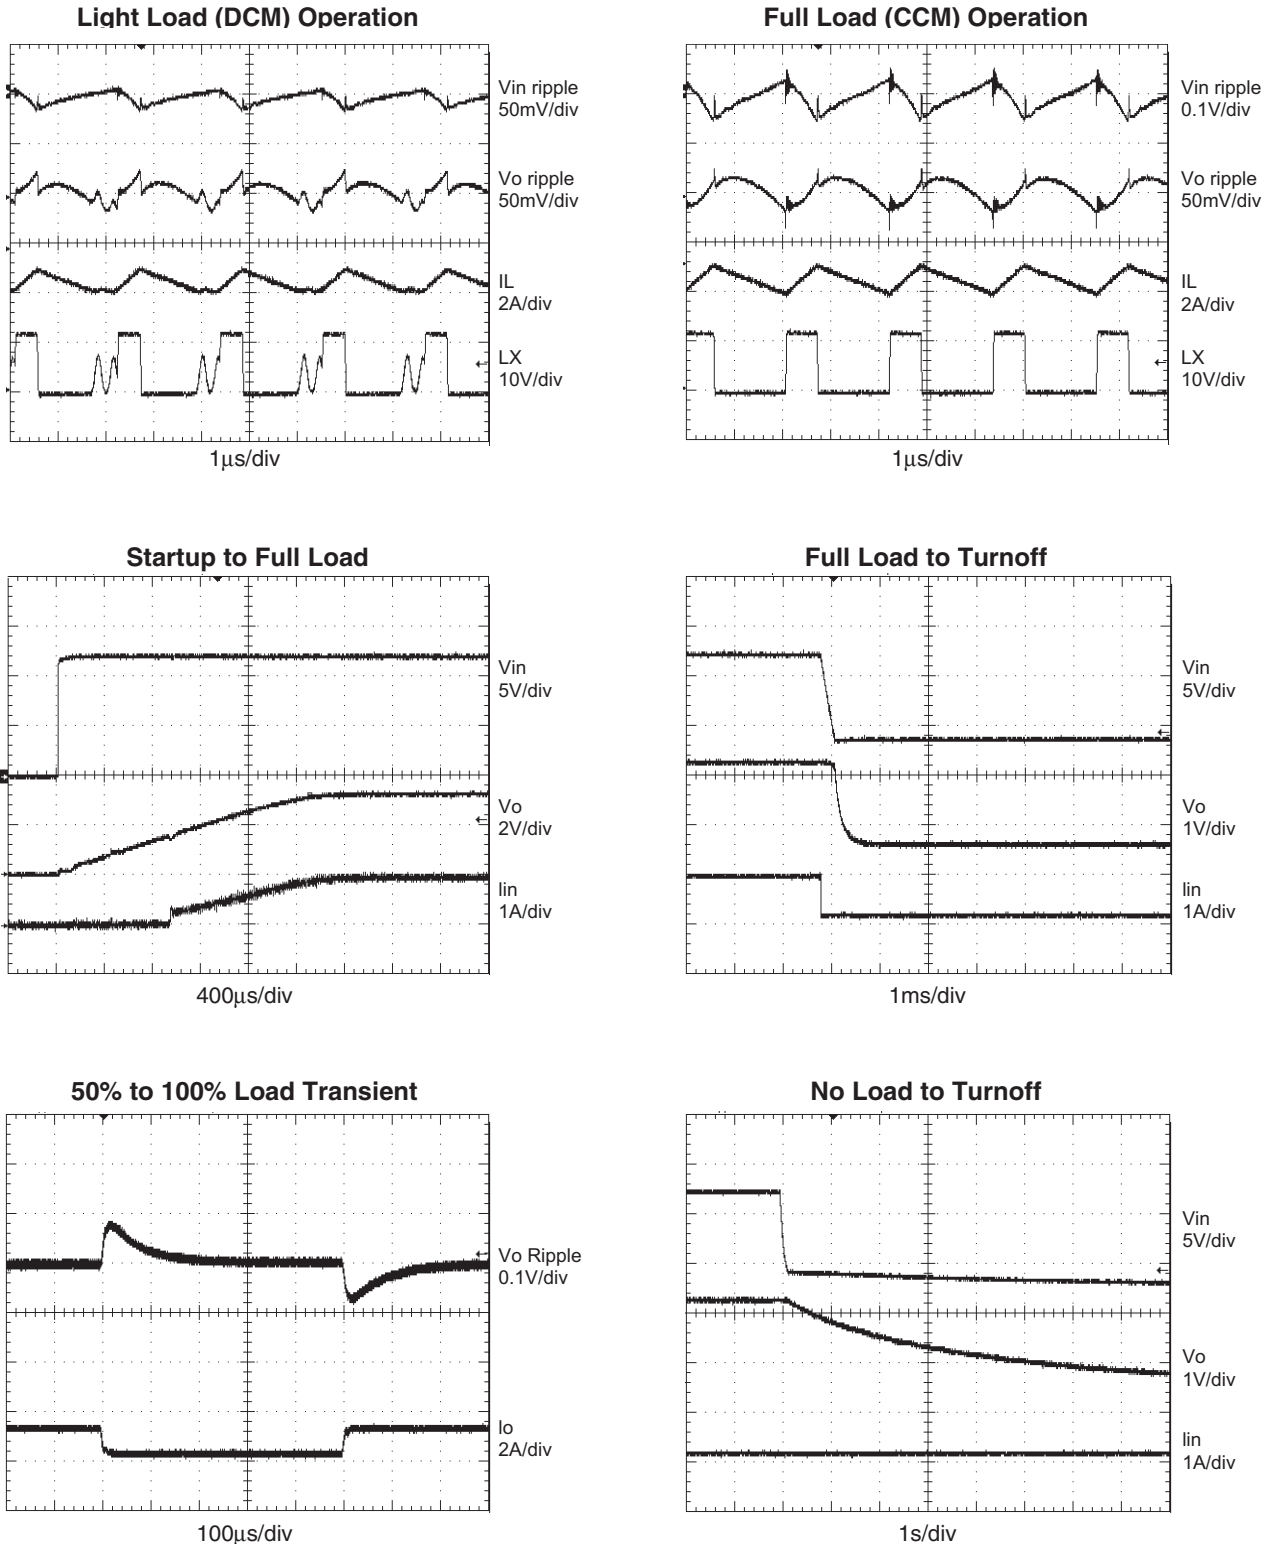 Light Load (DCM) Operation
Vin ripple
50mV/div
Vo ripple
50mV/div
IL
2A/div
LX
10V/div
1μs/div
Full Load (CCM) Operation
Vin ripple
0.1V/div
Vo ripple
50mV/div
IL
2A/div
LX
10V/div
1μs/div
Startup to Full Load
Vin
5V/div
Vo
2V/div
Iin
1A/div
400μs/div
Full Load to Turnoff
Vin
5V/div
Vo
1V/div
Iin
1A/div
1ms/div
50% to 100% Load Transient
Vo Ripple
0.1V/div
Io
2A/div
100μs/div
No Load to Turnoff
Vin
5V/div
Vo
1V/div
Iin
1A/div
1s/div